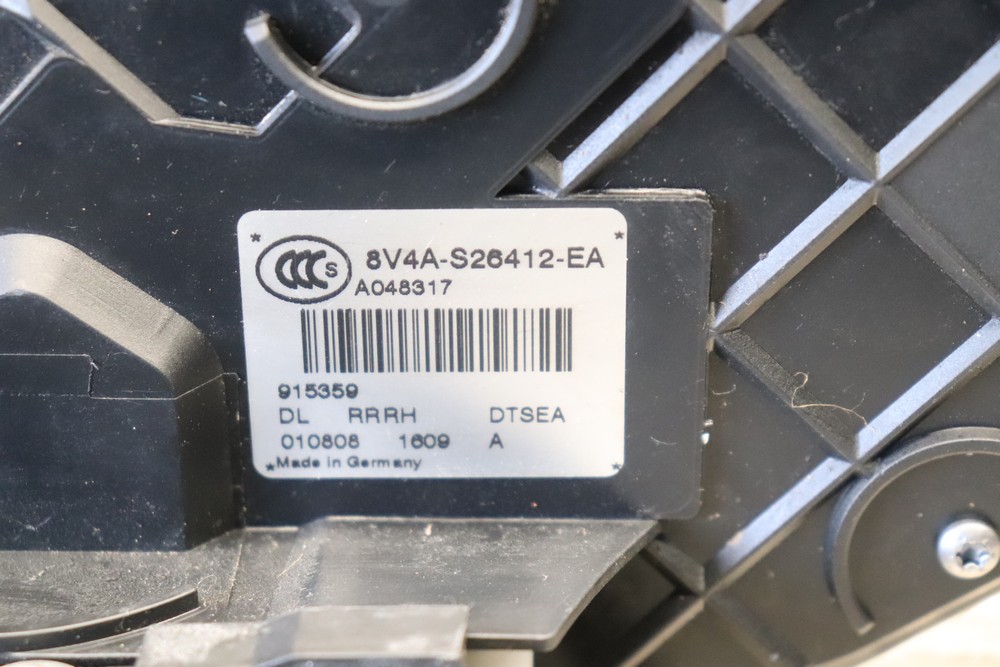 CCC S 8V4A-S26412-EA
A048317
915359
DL RRRH DTSEA
010808 1609 A
Made in Germany